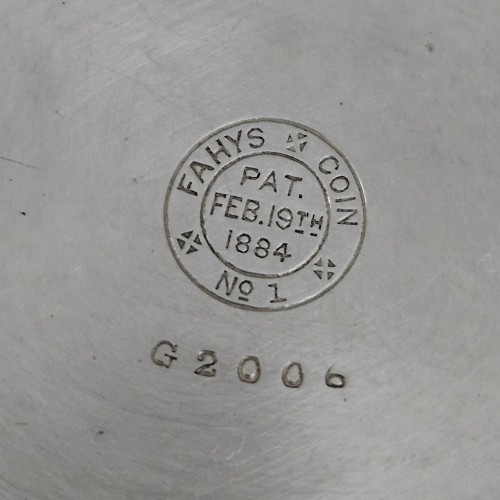 FAHYS COIN
No 1
PAT.
FEB. 19TH
1884
G2006